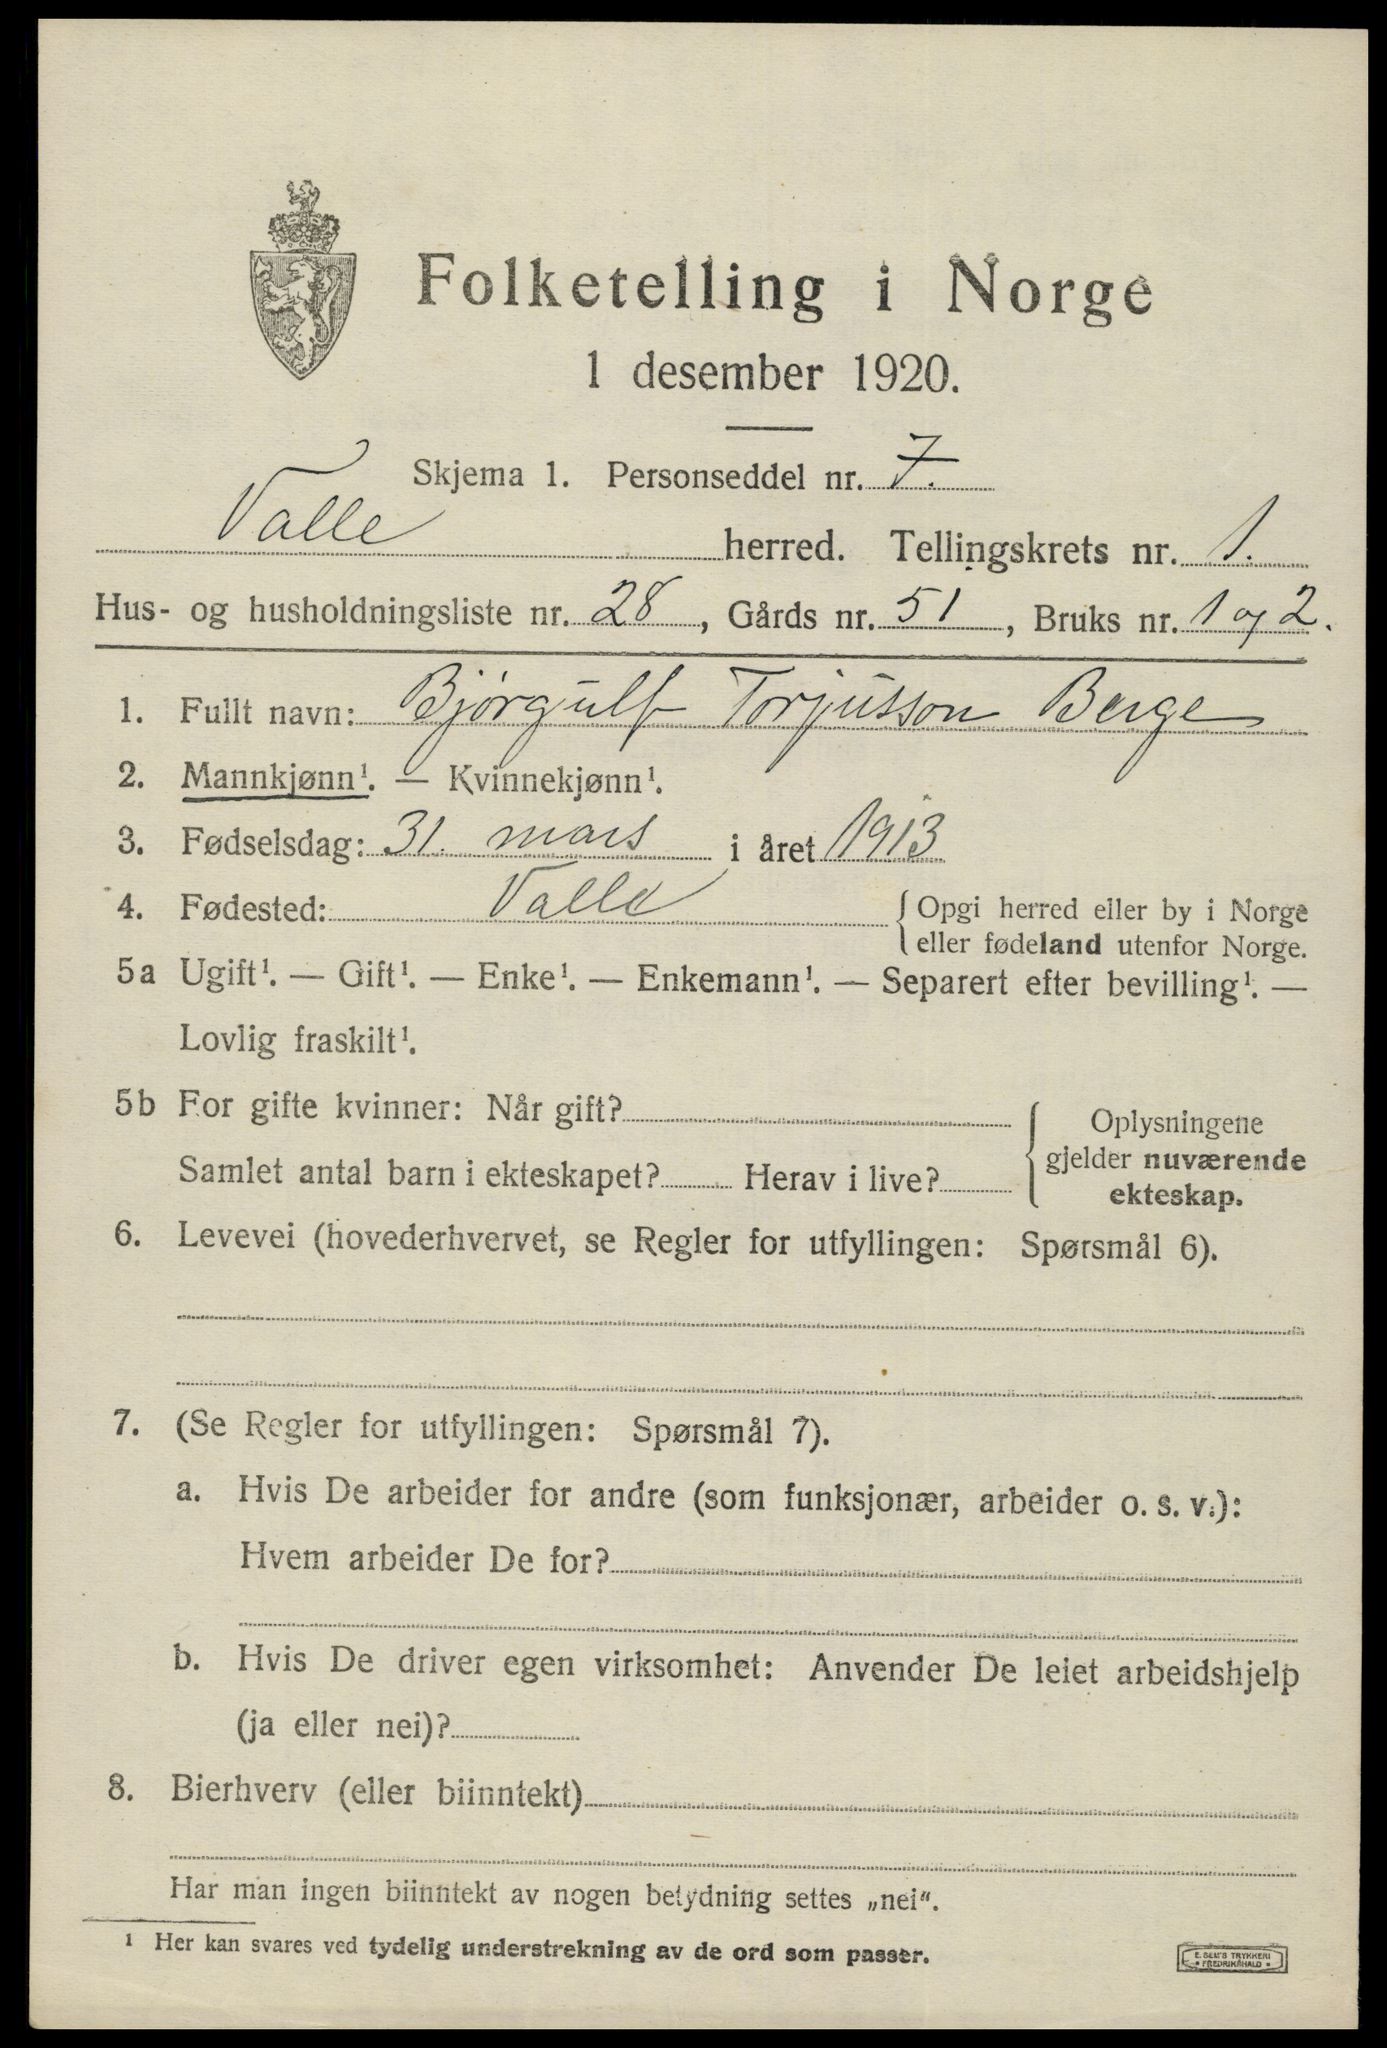 Folketelling i Norge
1 desember 1920.
Skjema 1. Personseddel nr. 7.
Valle herred. Tellingskrets nr. 1.
Hus- og husholdningsliste nr. 28, Gårds nr. 51, Bruks nr. 1 og 2.
1. Fullt navn: Bjørgulf Torjusson Berge
2. Mannkjønn¹. — Kvinnekjønn¹.
3. Fødselsdag: 31. mars i året 1913
4. Fødested: Valle { Opgi herred eller by i Norge
eller fødeland utenfor Norge.
5a Ugift¹. — Gift¹. — Enke¹. — Enkemann¹. — Separert efter bevilling¹. —
Lovlig fraskilt¹.
5b For gifte kvinner: Når gift? { Oplysningene
gjelder nuværende
Samlet antal barn i ekteskapet? Herav i live?
ekteskap.
6. Levevei (hovederhvervet, se Regler for utfyllingen: Spørsmål 6).
7. (Se Regler for utfyllingen: Spørsmål 7).
a. Hvis De arbeider for andre (som funksjonær, arbeider o. s. v.):
Hvem arbeider De for?
b. Hvis De driver egen virksomhet: Anvender De leiet arbeidshjelp
(ja eller nei)?
8. Bierhverv (eller biinntekt)
Har man ingen biinntekt av nogen betydning settes „nei“.
¹ Her kan svares ved tydelig understrekning av de ord som passer.
E. SEM'S TRYKKERI
• FREDRIKSHALD •